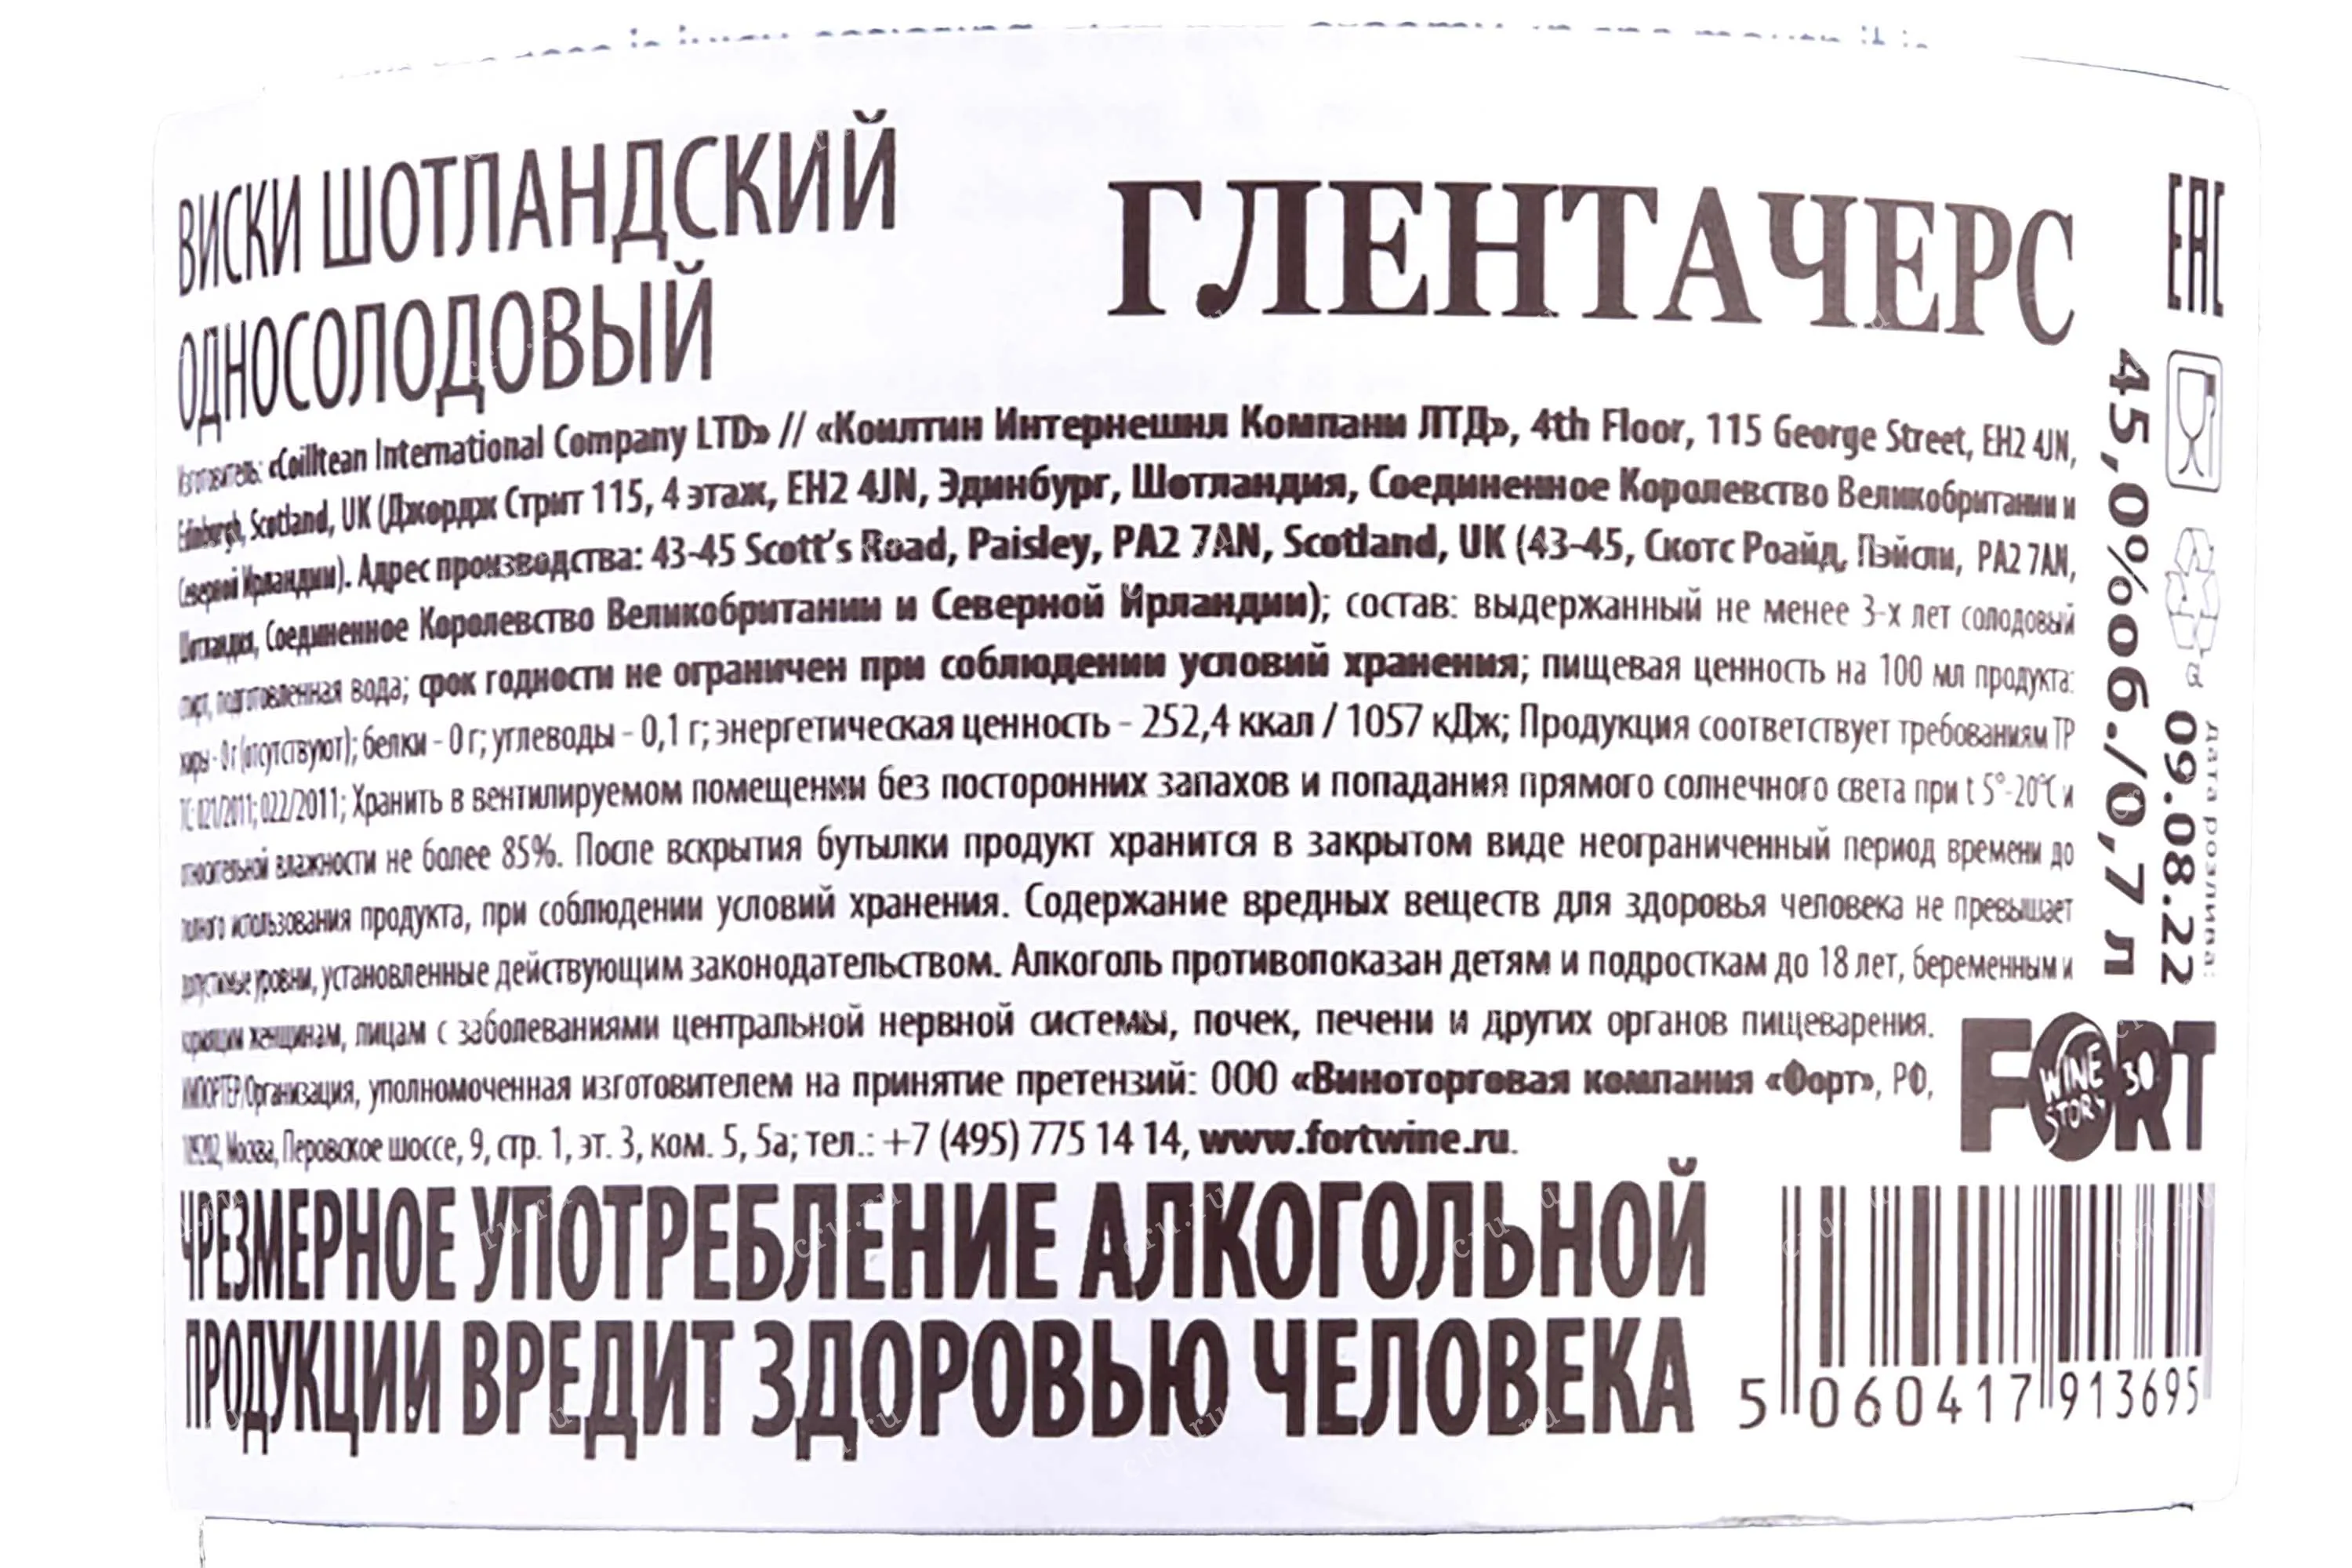 ВИСКИ ШОТЛАНДСКИЙ
ОДНОСОЛОДОВЫЙ
ГЛЕНТАЧЕРС
EAC
45,0%об./0,7 л
дата розлива:
09.08.22
Изготовитель: «Coilltean International Company LTD» // «Коилтин Интернешнл Компани ЛТД», 4th Floor, 115 George Street, EH2 4JN,
Edinburgh, Scotland, UK (Джордж Стрит 115, 4 этаж, EH2 4JN, Эдинбург, Шотландия, Соединенное Королевство Великобритании и
Северной Ирландии). Адрес производства: 43-45 Scott's Road, Paisley, PA2 7AN, Scotland, UK (43-45, Скотс Роайд, Пэйсли, PA2 7AN,
Шотландия, Соединенное Королевство Великобритании и Северной Ирландии); состав: выдержанный не менее 3-х лет солодовый
спирт, подготовленная вода; срок годности не ограничен при соблюдении условий хранения; пищевая ценность на 100 мл продукта:
жиры - 0 г (отсутствуют); белки - 0 г; углеводы - 0,1 г; энергетическая ценность - 252,4 ккал / 1057 кДж; Продукция соответствует требованиям ТР
ТС 021/2011; 022/2011; Хранить в вентилируемом помещении без посторонних запахов и попадания прямого солнечного света при t 5°-20°C и
относительной влажности не более 85%. После вскрытия бутылки продукт хранится в закрытом виде неограниченный период времени до
полного использования продукта, при соблюдении условий хранения. Содержание вредных веществ для здоровья человека не превышает
допустимые уровни, установленные действующим законодательством. Алкоголь противопоказан детям и подросткам до 18 лет, беременным и
кормящим женщинам, лицам с заболеваниями центральной нервной системы, почек, печени и других органов пищеварения.
ИМПОРТЕР/Организация, уполномоченная изготовителем на принятие претензий: ООО «Виноторговая компания «Форт», РФ,
109202, Москва, Перовское шоссе, 9, стр. 1, эт. 3, ком. 5, 5а; тел.: +7 (495) 775 14 14, www.fortwine.ru.
FORT
WINE
STORY
30
ЧРЕЗМЕРНОЕ УПОТРЕБЛЕНИЕ АЛКОГОЛЬНОЙ
ПРОДУКЦИИ ВРЕДИТ ЗДОРОВЬЮ ЧЕЛОВЕКА
5 060417 913695